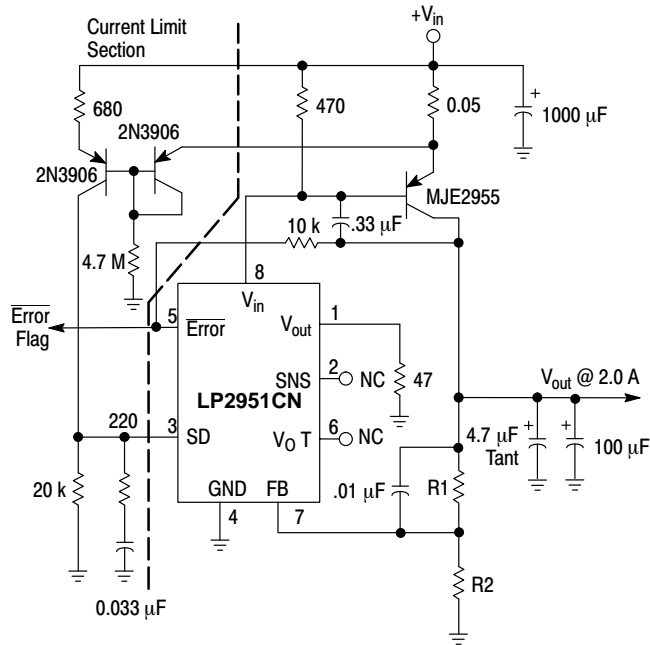 Current Limit
Section
+Vin
680
470
0.05
+
1000 µF
2N3906
2N3906
MJE2955
10 k
.33 µF
4.7 M
8
Vin
Error
Flag
5
Error
Vout
1
SNS
2
NC
47
LP2951CN
Vout @ 2.0 A
220
3
SD
VO T
6
NC
4.7 µF
Tant
+
+
100 µF
20 k
GND
FB
4
7
.01 µF
R1
R2
0.033 µF